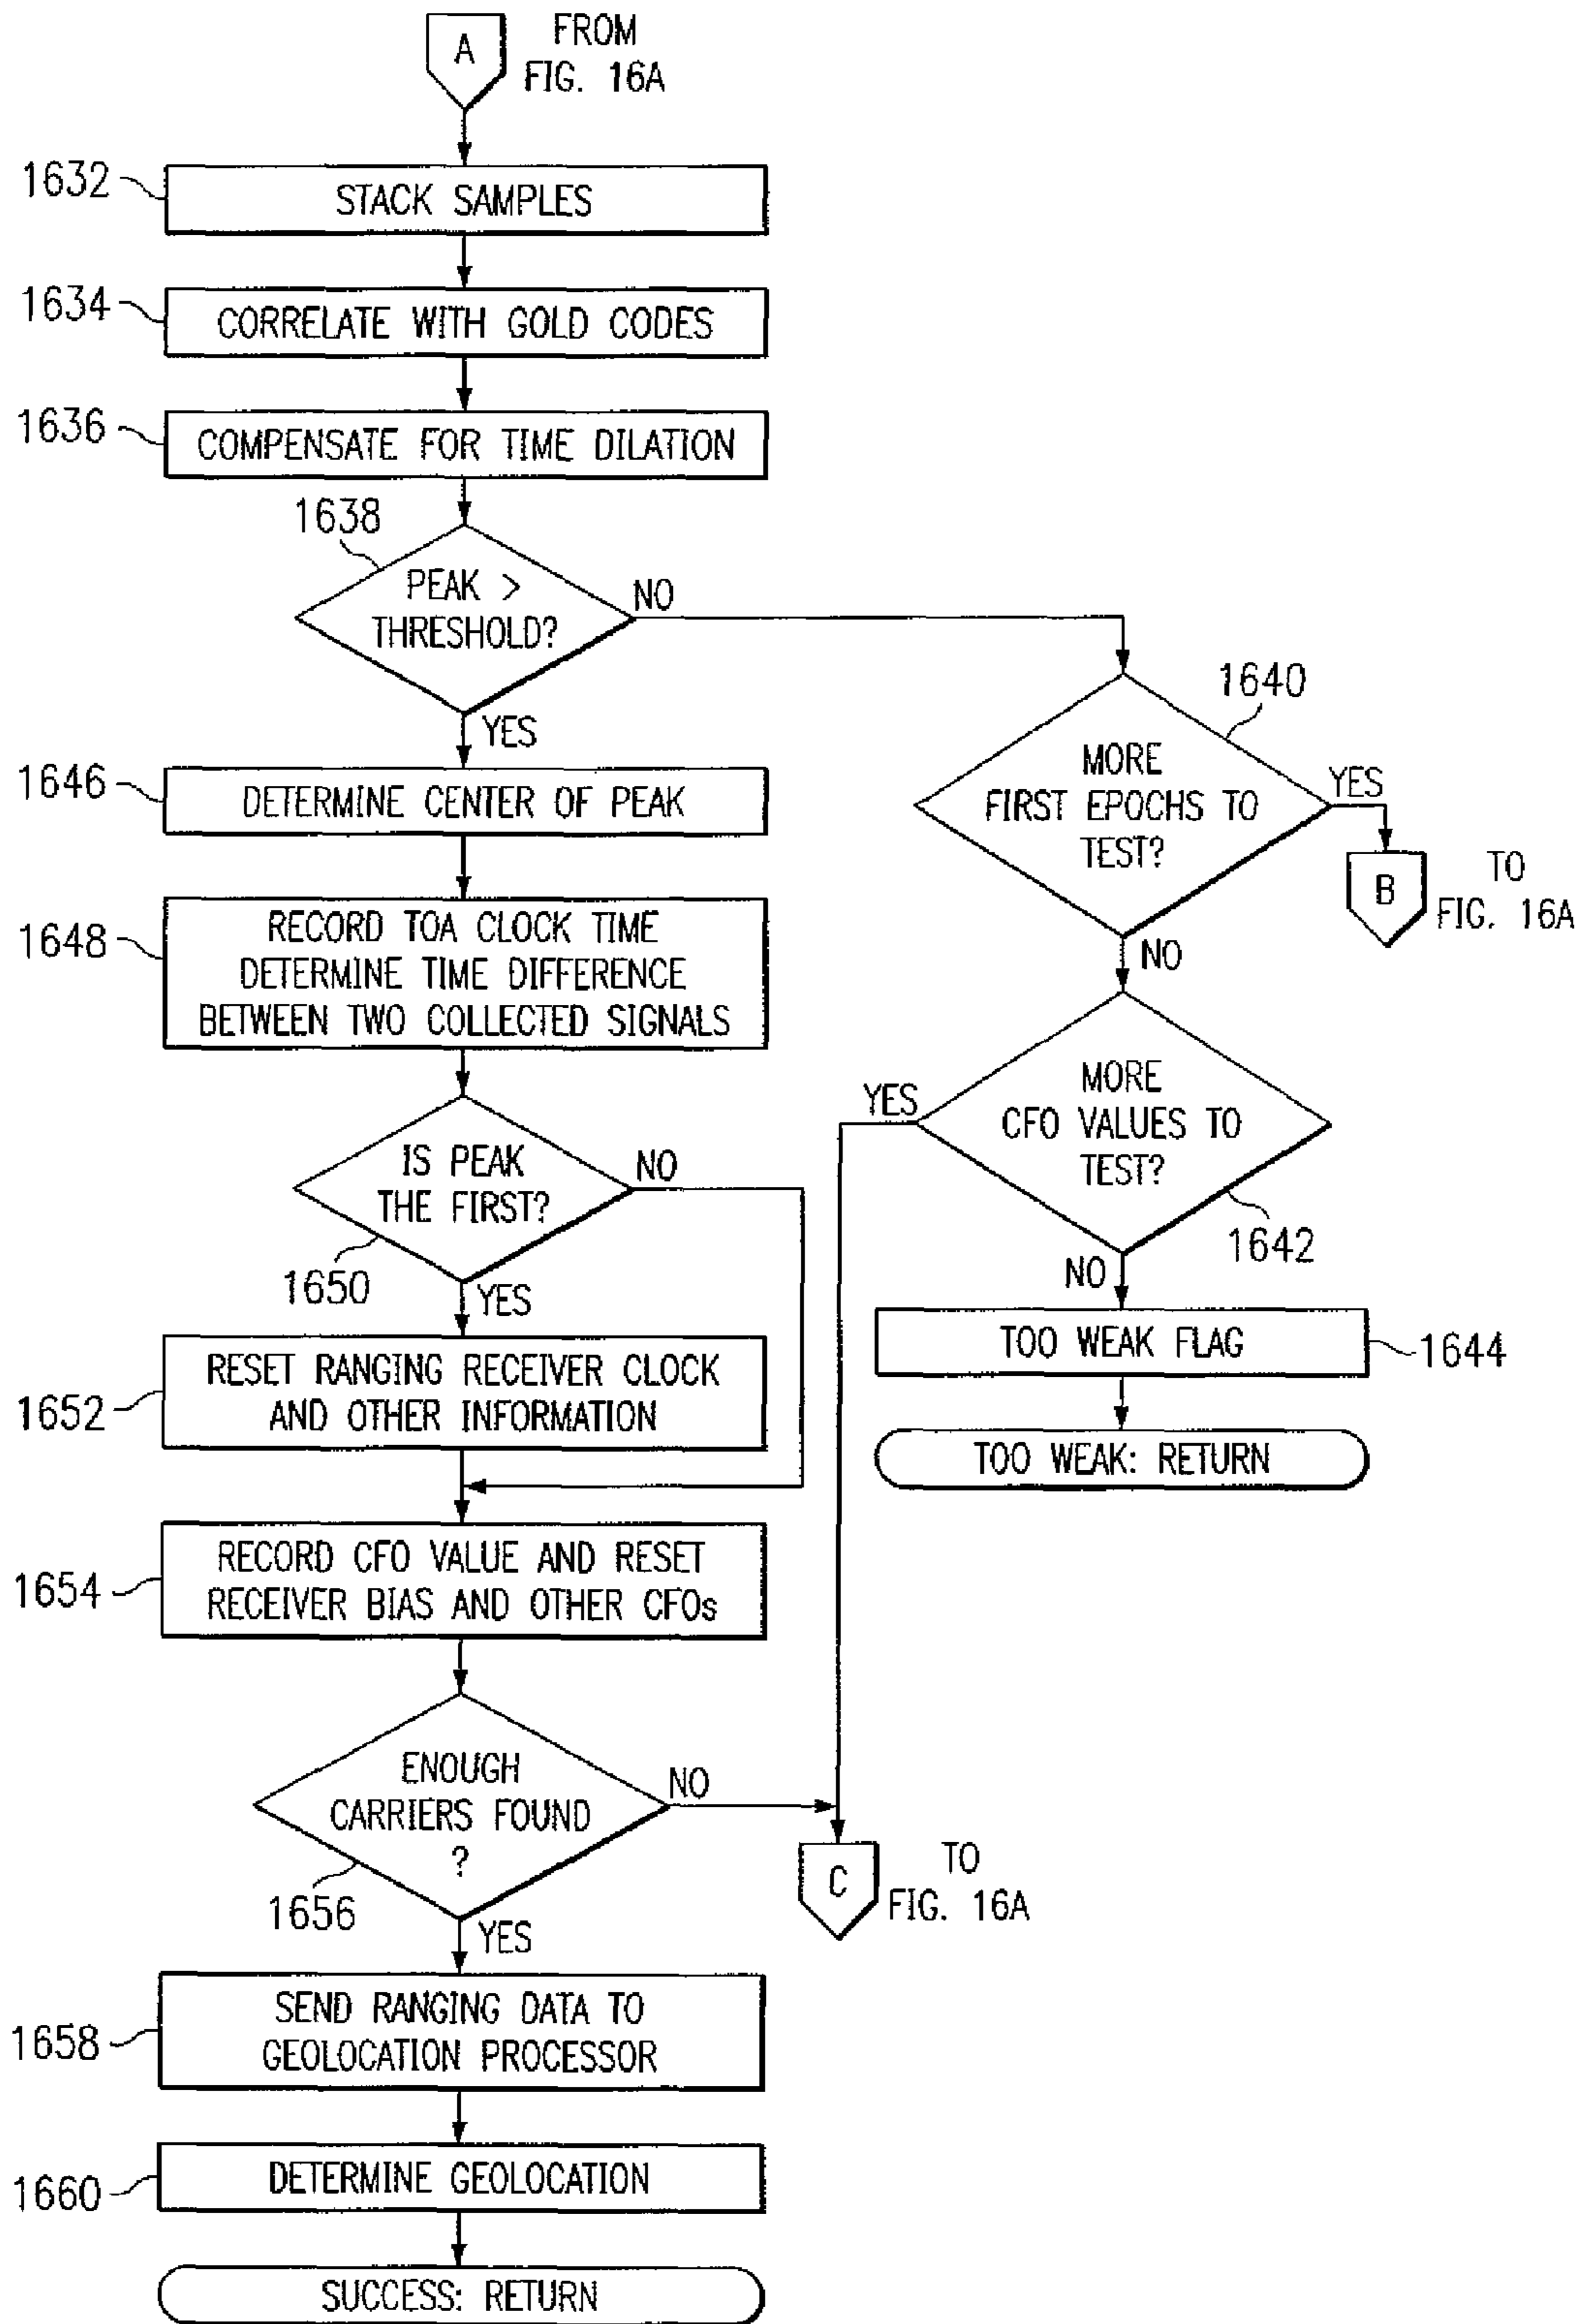 A
FROM
FIG. 16A
1632
STACK SAMPLES
1634
CORRELATE WITH GOLD CODES
1636
COMPENSATE FOR TIME DILATION
1638
PEAK >
THRESHOLD?
NO
YES
1640
MORE
FIRST EPOCHS TO
TEST?
YES
B
TO
FIG. 16A
NO
1646
DETERMINE CENTER OF PEAK
1648
RECORD TOA CLOCK TIME
DETERMINE TIME DIFFERENCE
BETWEEN TWO COLLECTED SIGNALS
MORE
CFO VALUES TO
TEST?
YES
1642
NO
IS PEAK
THE FIRST?
NO
1650
YES
TOO WEAK FLAG
1644
TOO WEAK: RETURN
1652
RESET RANGING RECEIVER CLOCK
AND OTHER INFORMATION
1654
RECORD CFO VALUE AND RESET
RECEIVER BIAS AND OTHER CFOs
ENOUGH
CARRIERS FOUND
?
NO
1656
YES
C
TO
FIG. 16A
1658
SEND RANGING DATA TO
GEOLOCATION PROCESSOR
1660
DETERMINE GEOLOCATION
SUCCESS: RETURN